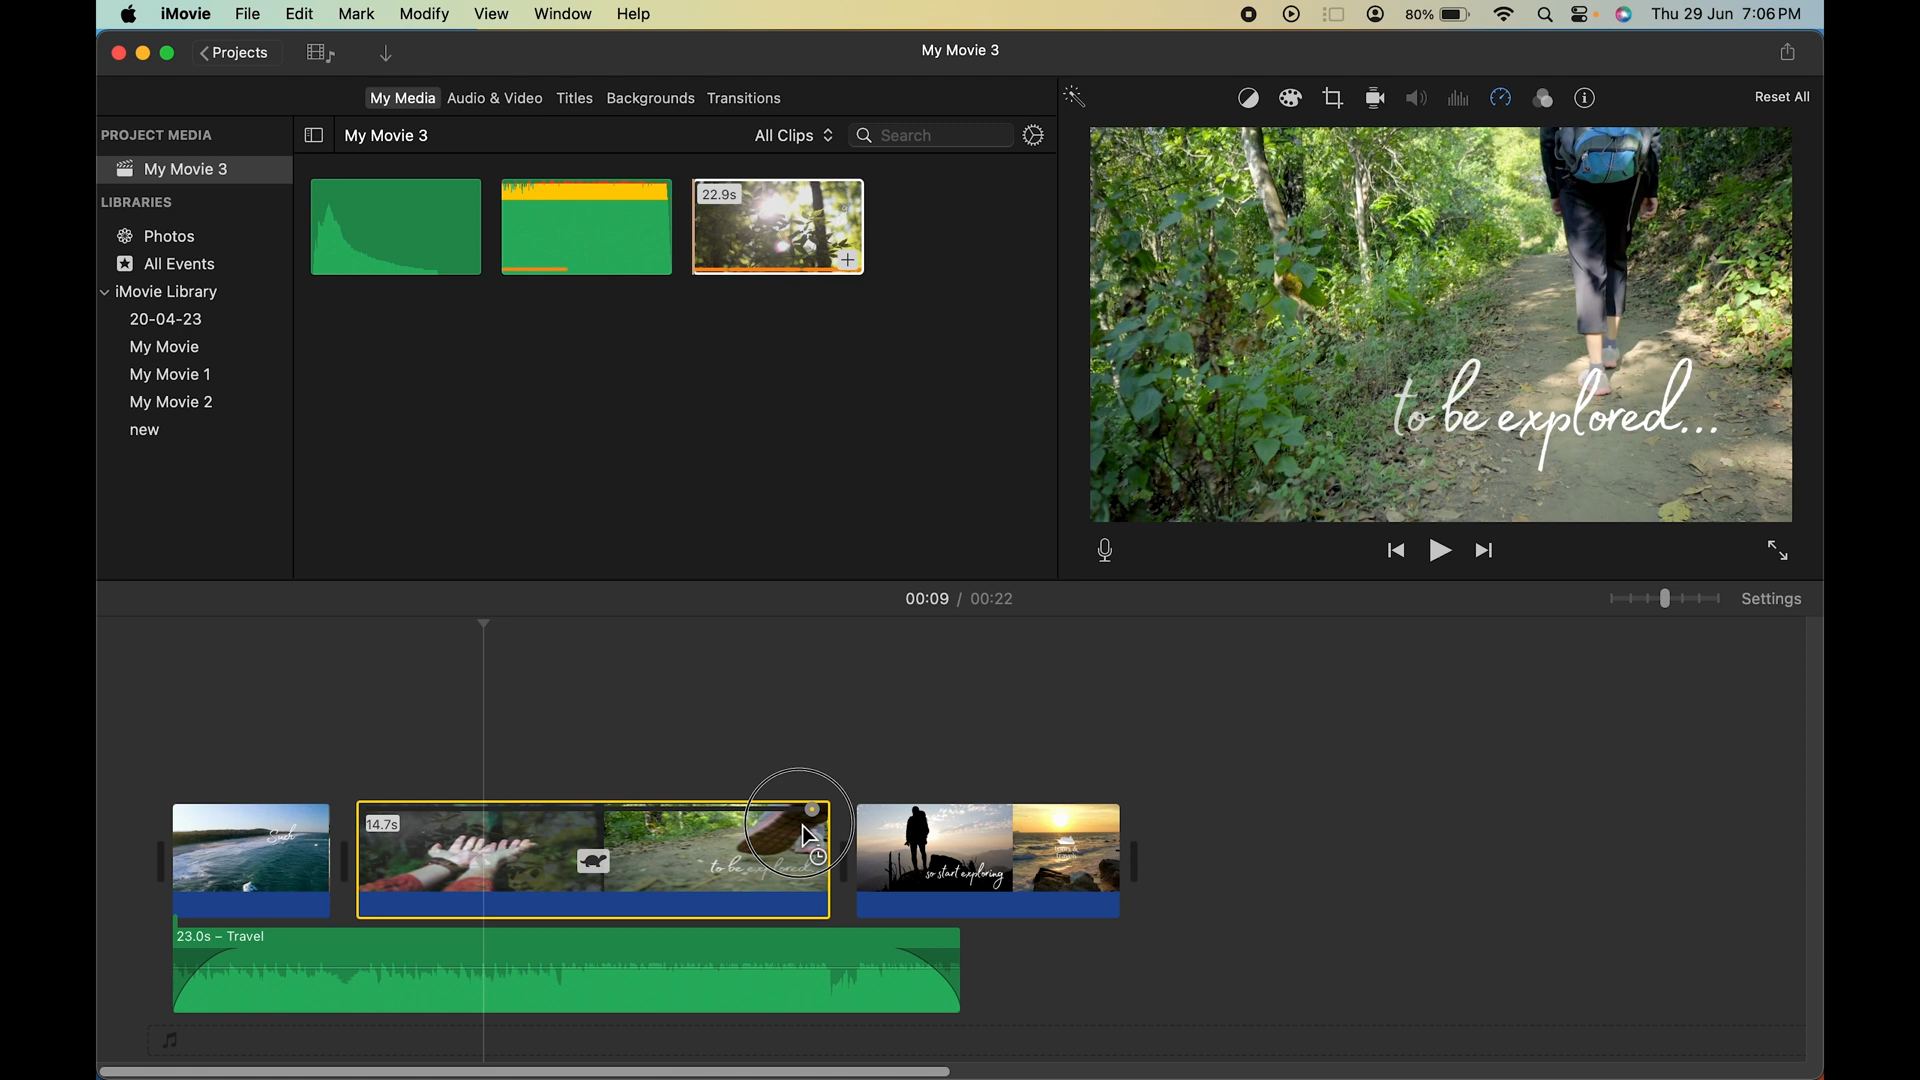 iMovie File Edit Mark Modify View Window Help 80% Thu 29 Jun 7:06 PM
Projects My Movie 3
My Media Audio & Video Titles Backgrounds Transitions Reset All
PROJECT MEDIA My Movie 3 All Clips Search
My Movie 3
LIBRARIES
Photos
All Events
iMovie Library
20-04-23
My Movie
My Movie 1
My Movie 2
new
22.9s
to be explored...
00:09 / 00:22 Settings
Such
14.7s
to be explored
so start exploring
tours & travels
23.0s – Travel